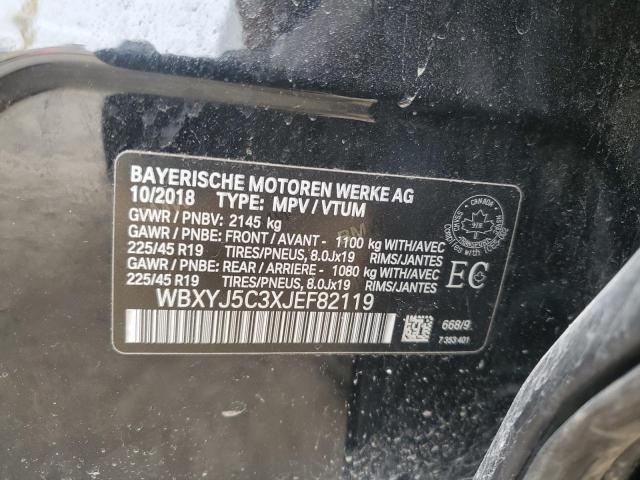 BAYERISCHE MOTOREN WERKE AG
10/2018 TYPE: MPV / VTUM
GVWR / PNBV: 2145 kg
GAWR / PNBE: FRONT / AVANT - 1100 kg WITH/AVEC
225/45 R19 TIRES/PNEUS, 8.0Jx19 RIMS/JANTES
GAWR / PNBE: REAR / ARRIERE - 1080 kg WITH/AVEC
225/45 R19 TIRES/PNEUS, 8.0Jx19 RIMS/JANTES
WBXYJ5C3XJEF82119
CANADA
EC
668/9
7 353 401